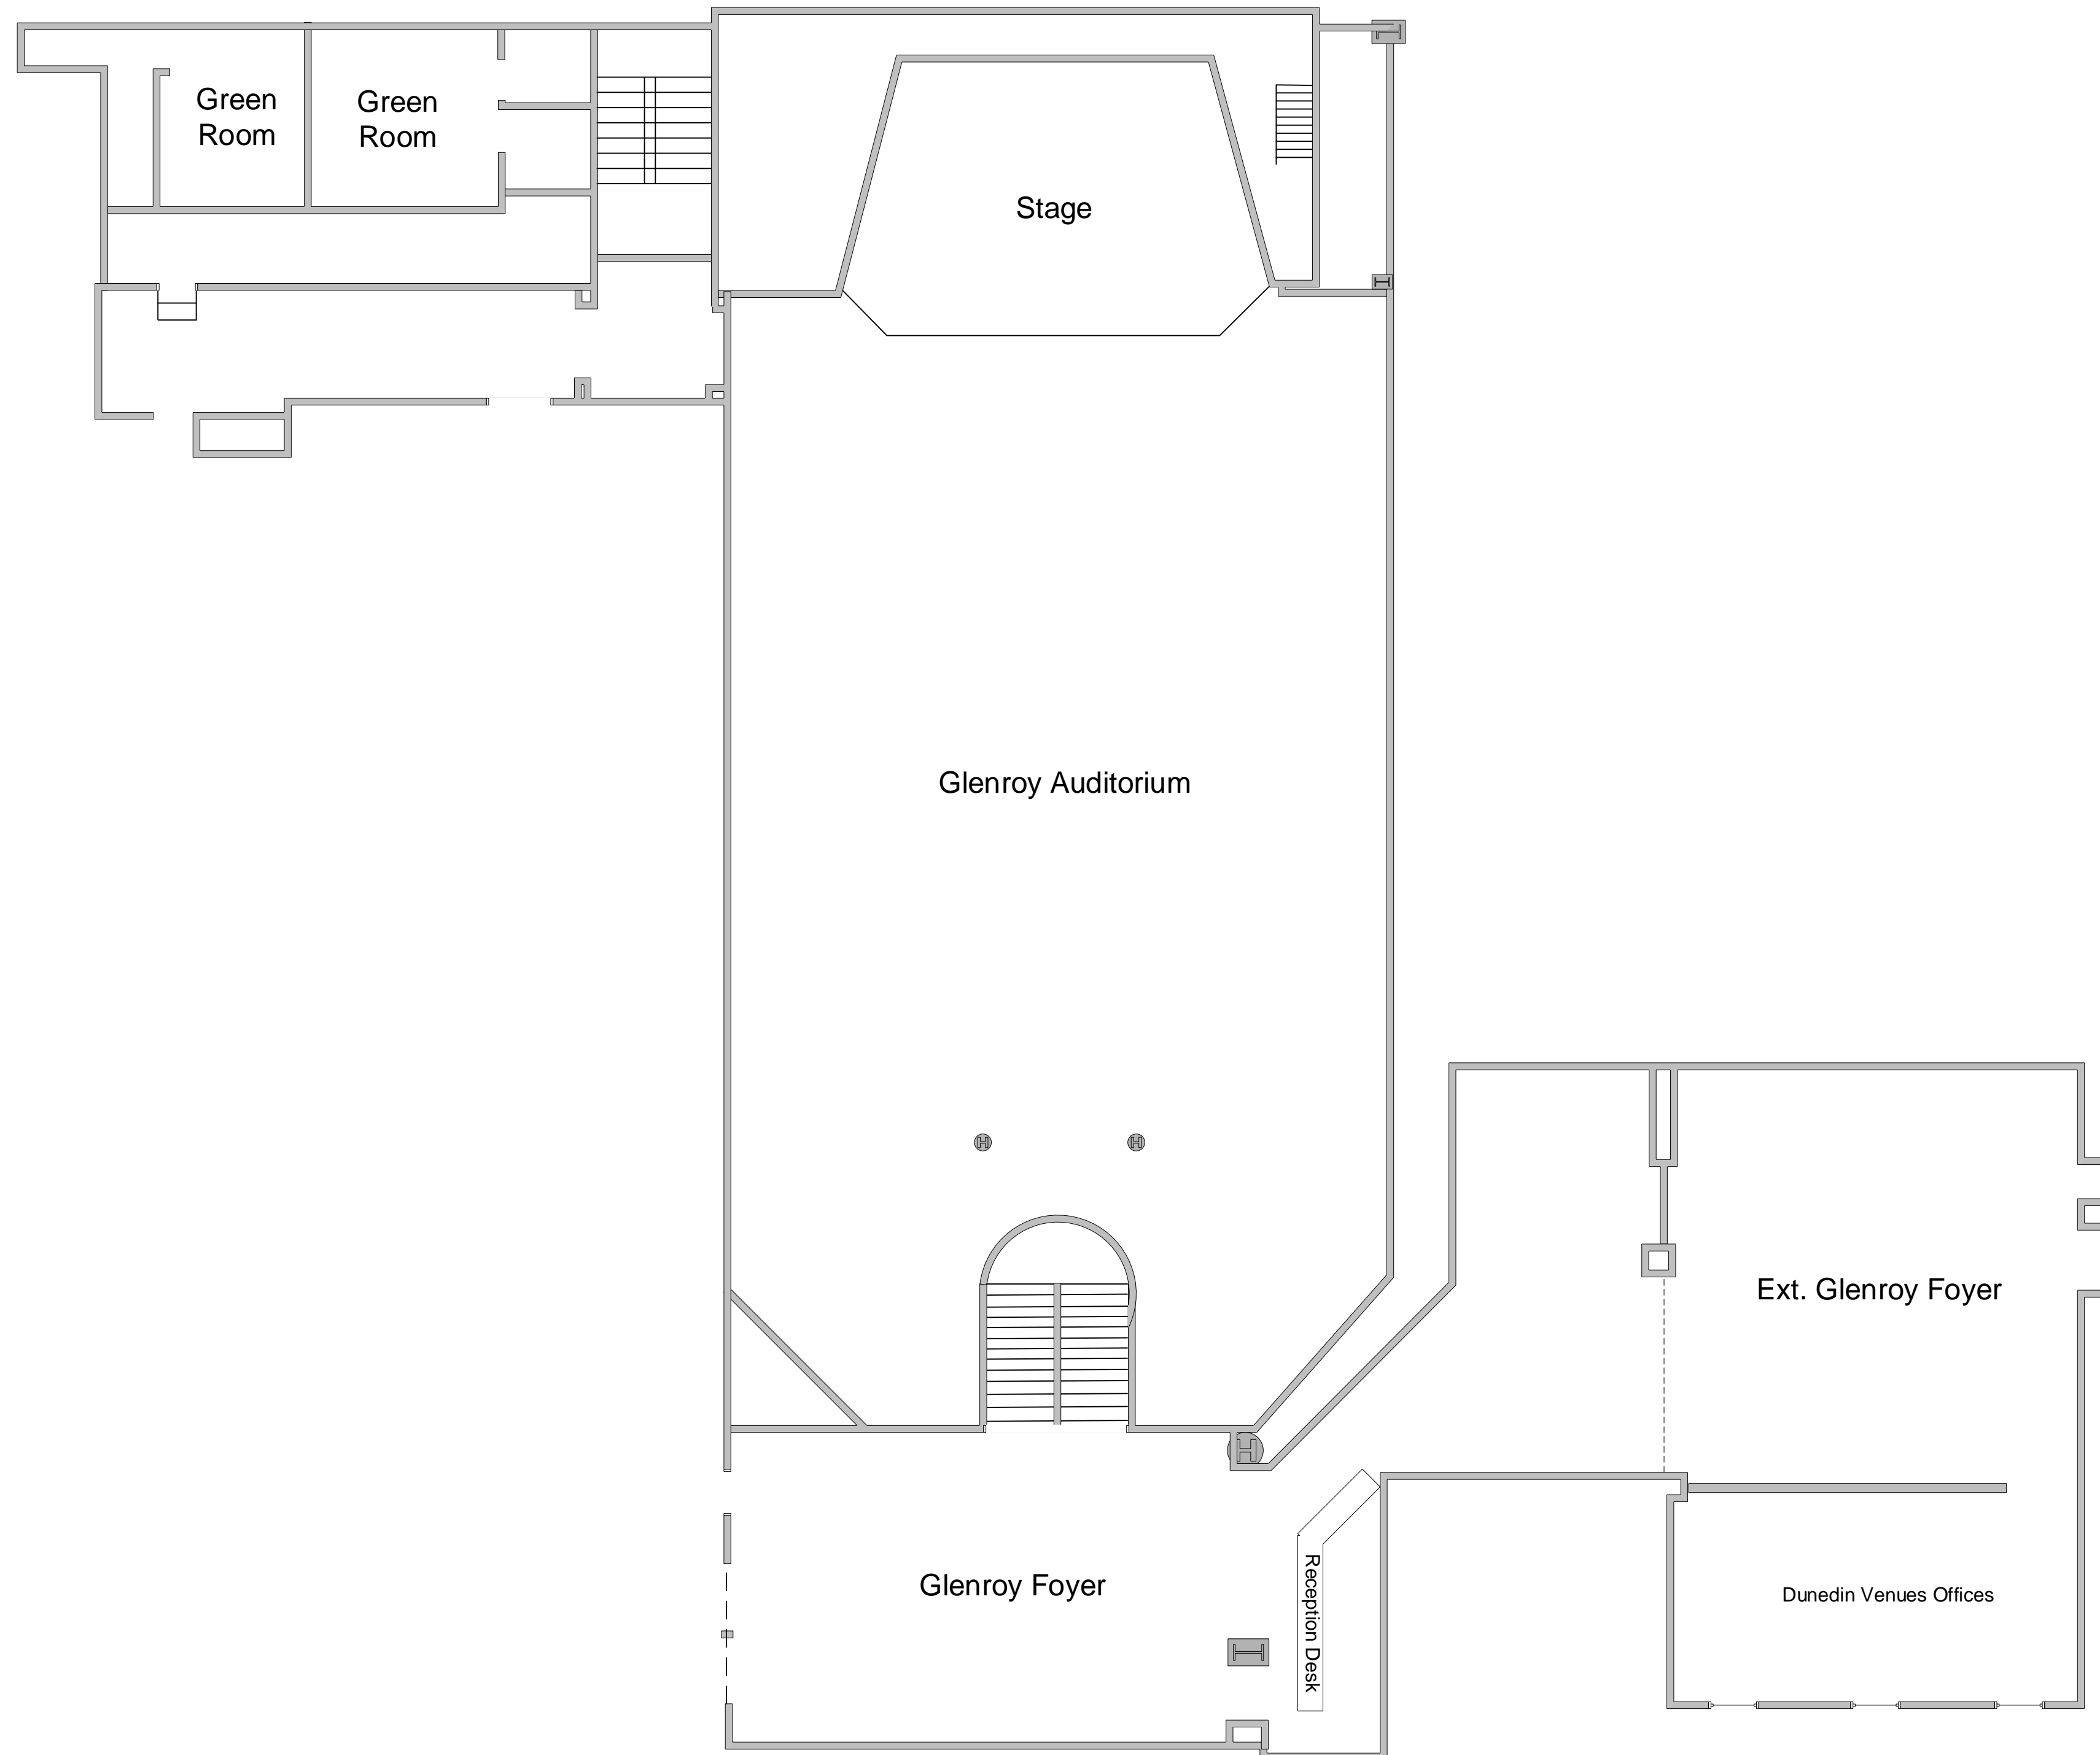 Green
Room
Green
Room
Stage
Glenroy Auditorium
Ext. Glenroy Foyer
Glenroy Foyer
Reception Desk
Dunedin Venues Offices